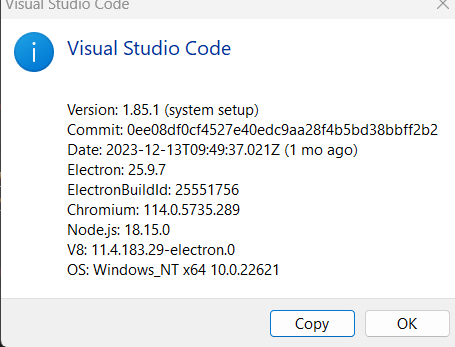 Visual Studio Code
Visual Studio Code
Version: 1.85.1 (system setup)
Commit: 0ee08df0cf4527e40edc9aa28f4b5bd38bbff2b2
Date: 2023-12-13T09:49:37.021Z (1 mo ago)
Electron: 25.9.7
ElectronBuildId: 25551756
Chromium: 114.0.5735.289
Node.js: 18.15.0
V8: 11.4.183.29-electron.0
OS: Windows_NT x64 10.0.22621
Copy
OK